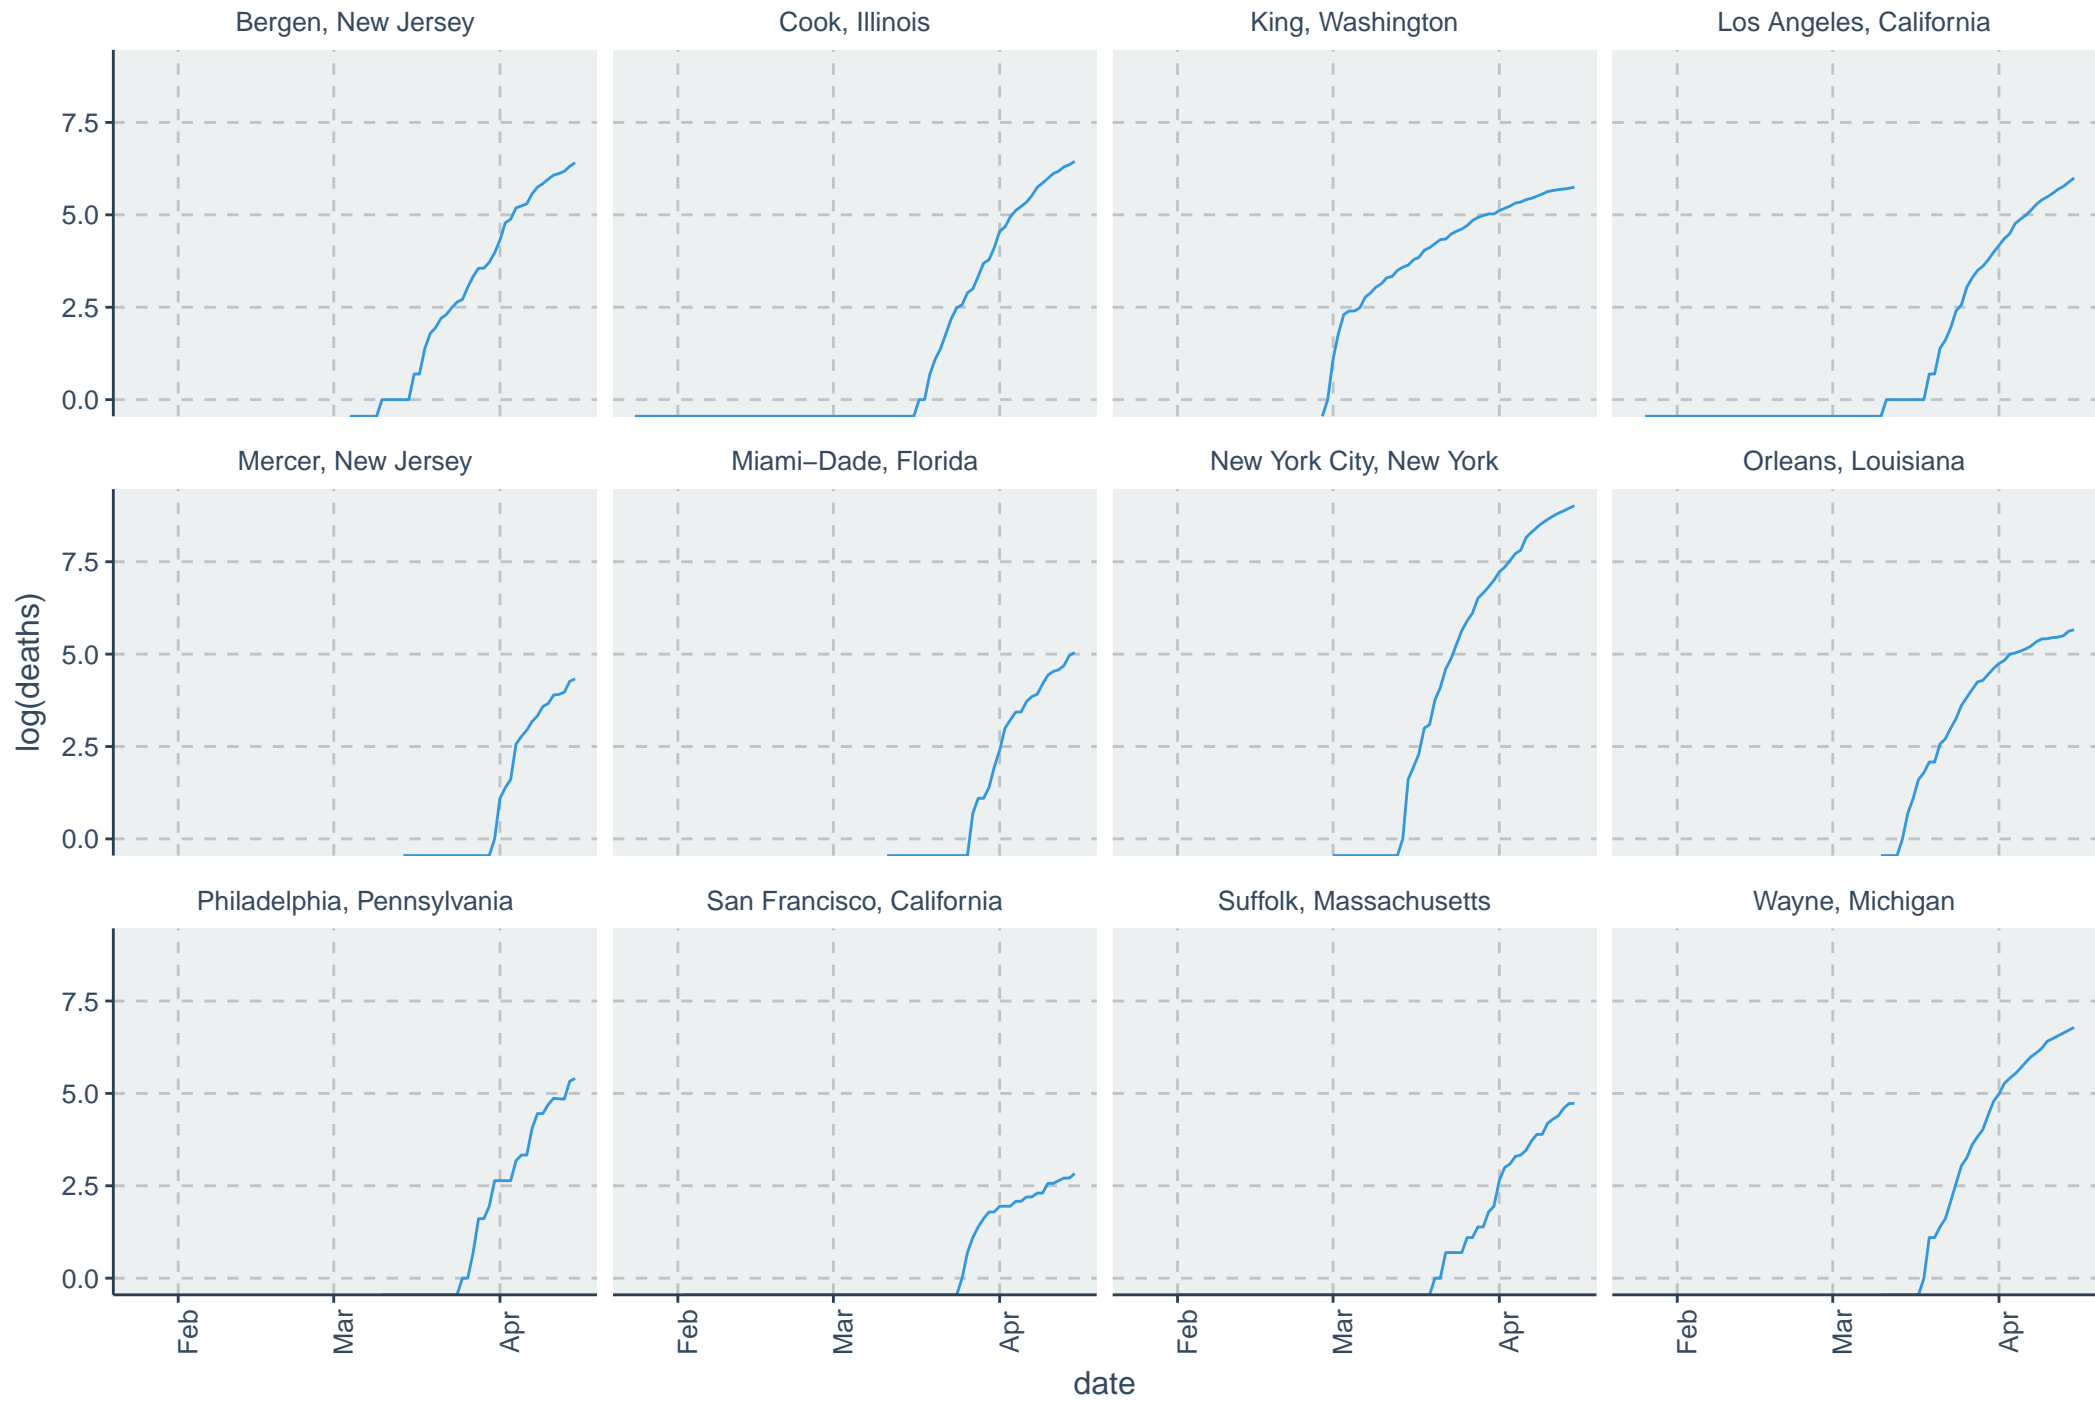 Bergen, New Jersey
Cook, Illinois
King, Washington
Los Angeles, California
7.5
5.0
2.5
0.0
Mercer, New Jersey
Miami−Dade, Florida
New York City, New York
Orleans, Louisiana
7.5
5.0
2.5
0.0
log(deaths)
Philadelphia, Pennsylvania
San Francisco, California
Suffolk, Massachusetts
Wayne, Michigan
7.5
5.0
2.5
0.0
Feb
Mar
Apr
Feb
Mar
Apr
Feb
Mar
Apr
Feb
Mar
Apr
date